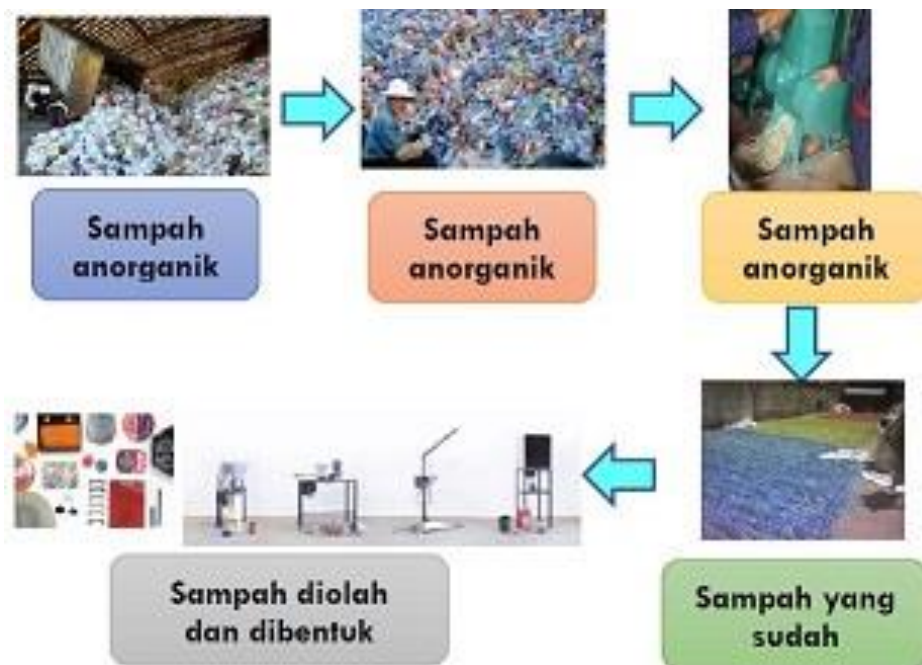 Sampah
anorganik
Sampah
anorganik
Sampah
anorganik
Sampah yang
sudah
Sampah diolah
dan dibentuk